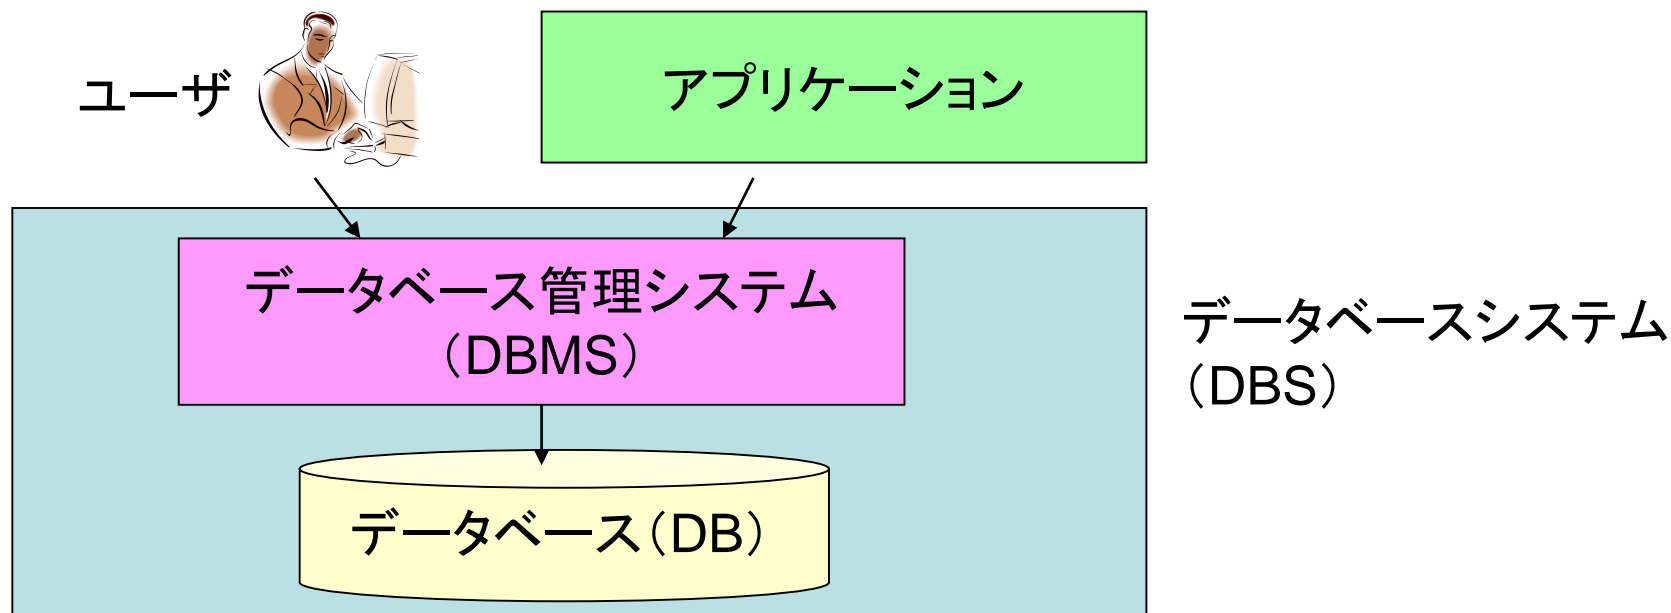 ユーザ
アプリケーション
データベース管理システム
（DBMS）
データベースシステム
（DBS）
データベース（DB）